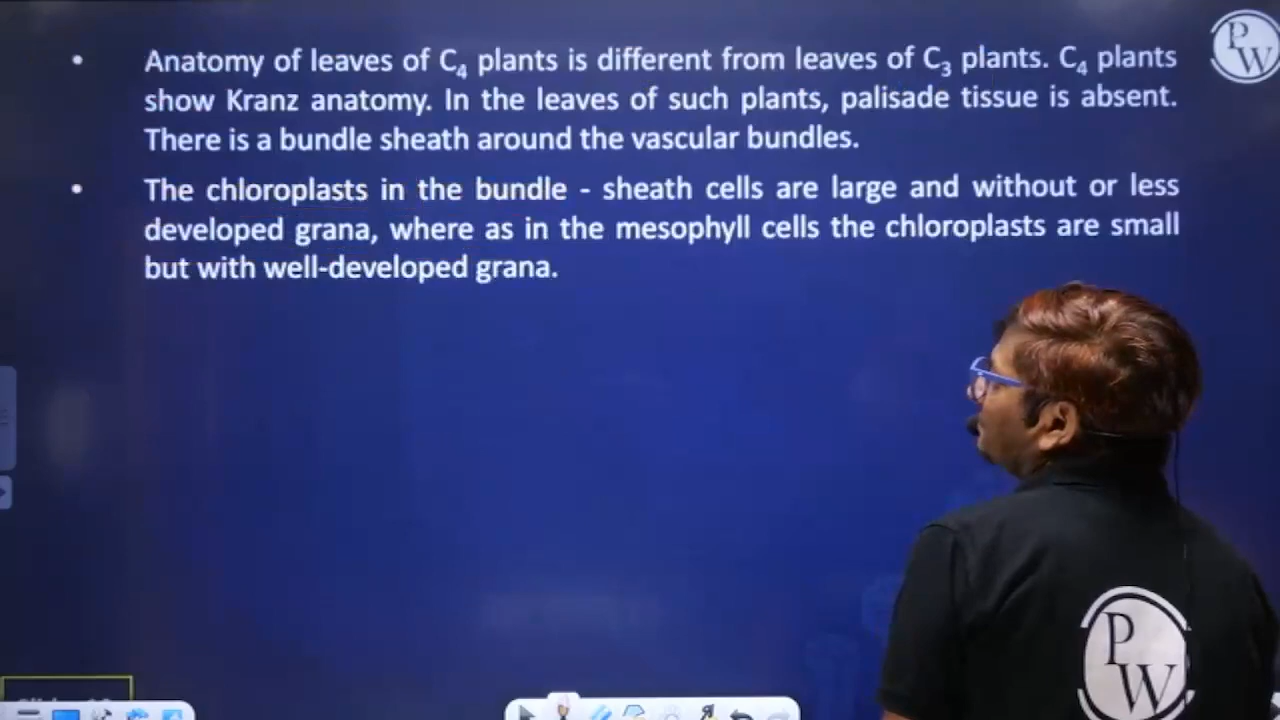 PW
• Anatomy of leaves of C₄ plants is different from leaves of C₃ plants. C₄ plants
show Kranz anatomy. In the leaves of such plants, palisade tissue is absent.
There is a bundle sheath around the vascular bundles.
• The chloroplasts in the bundle - sheath cells are large and without or less
developed grana, where as in the mesophyll cells the chloroplasts are small
but with well-developed grana.
PW